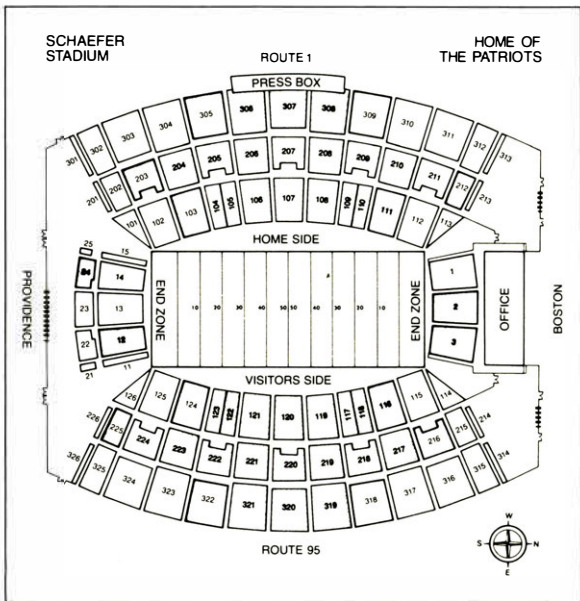 SCHAEFER
STADIUM
HOME OF
THE PATRIOTS
ROUTE 1
PRESS BOX
301 302 303 304 305 306 307 308 309 310 311 312 313
201 202 203 204 205 206 207 208 209 210 211 212 213
101 102 103 104 105 106 107 108 109 110 111 112 113
HOME SIDE
PROVIDENCE
25 15
24 14
23 13
22 12
21 11
END ZONE
10 20 30 40 50 50 40 30 20 10
END ZONE
1
2
3
OFFICE
BOSTON
VISITORS SIDE
126 125 124 123 122 121 120 119 117 118 116 115 114
226 225 224 223 222 221 220 219 218 217 216 215 214
326 325 324 323 322 321 320 319 318 317 316 315 314
ROUTE 95
W
S N
E